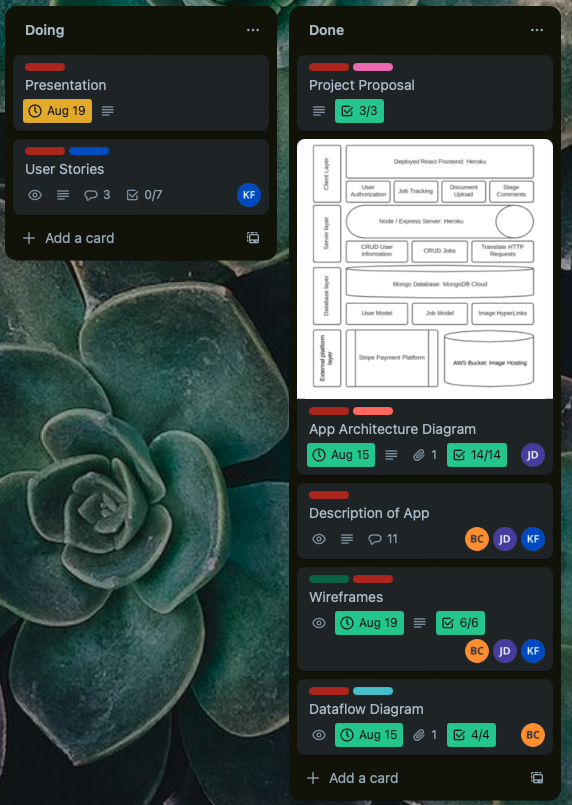 Doing
Presentation
Aug 19
User Stories
3
0/7
KF
Add a card
Done
Project Proposal
3/3
Client Layer
Deployed React Frontend: Heroku
User Authorization
Job Tracking
Document Upload
Stage Comments
Server layer
Node / Express Server: Heroku
CRUD User Information
CRUD Jobs
Translate HTTP Requests
Database layer
Mongo Database: MongoDB Cloud
User Model
Job Model
Image HyperLinks
External platform layer
Stripe Payment Platform
AWS Bucket: Image Hosting
App Architecture Diagram
Aug 15
1
14/14
JD
Description of App
11
BC
JD
KF
Wireframes
Aug 19
6/6
BC
JD
KF
Dataflow Diagram
Aug 15
1
4/4
BC
Add a card